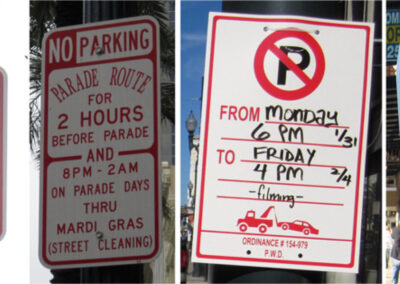 NO PARKING
PARADE ROUTE
FOR
2 HOURS
BEFORE PARADE
AND
8PM - 2AM
ON PARADE DAYS
THRU
MARDI GRAS
(STREET CLEANING)
P
FROM MONDAY
6 PM 1/31
TO FRIDAY
4 PM 2/4
-filming-
ORDINANCE # 154-979
P.W.D.